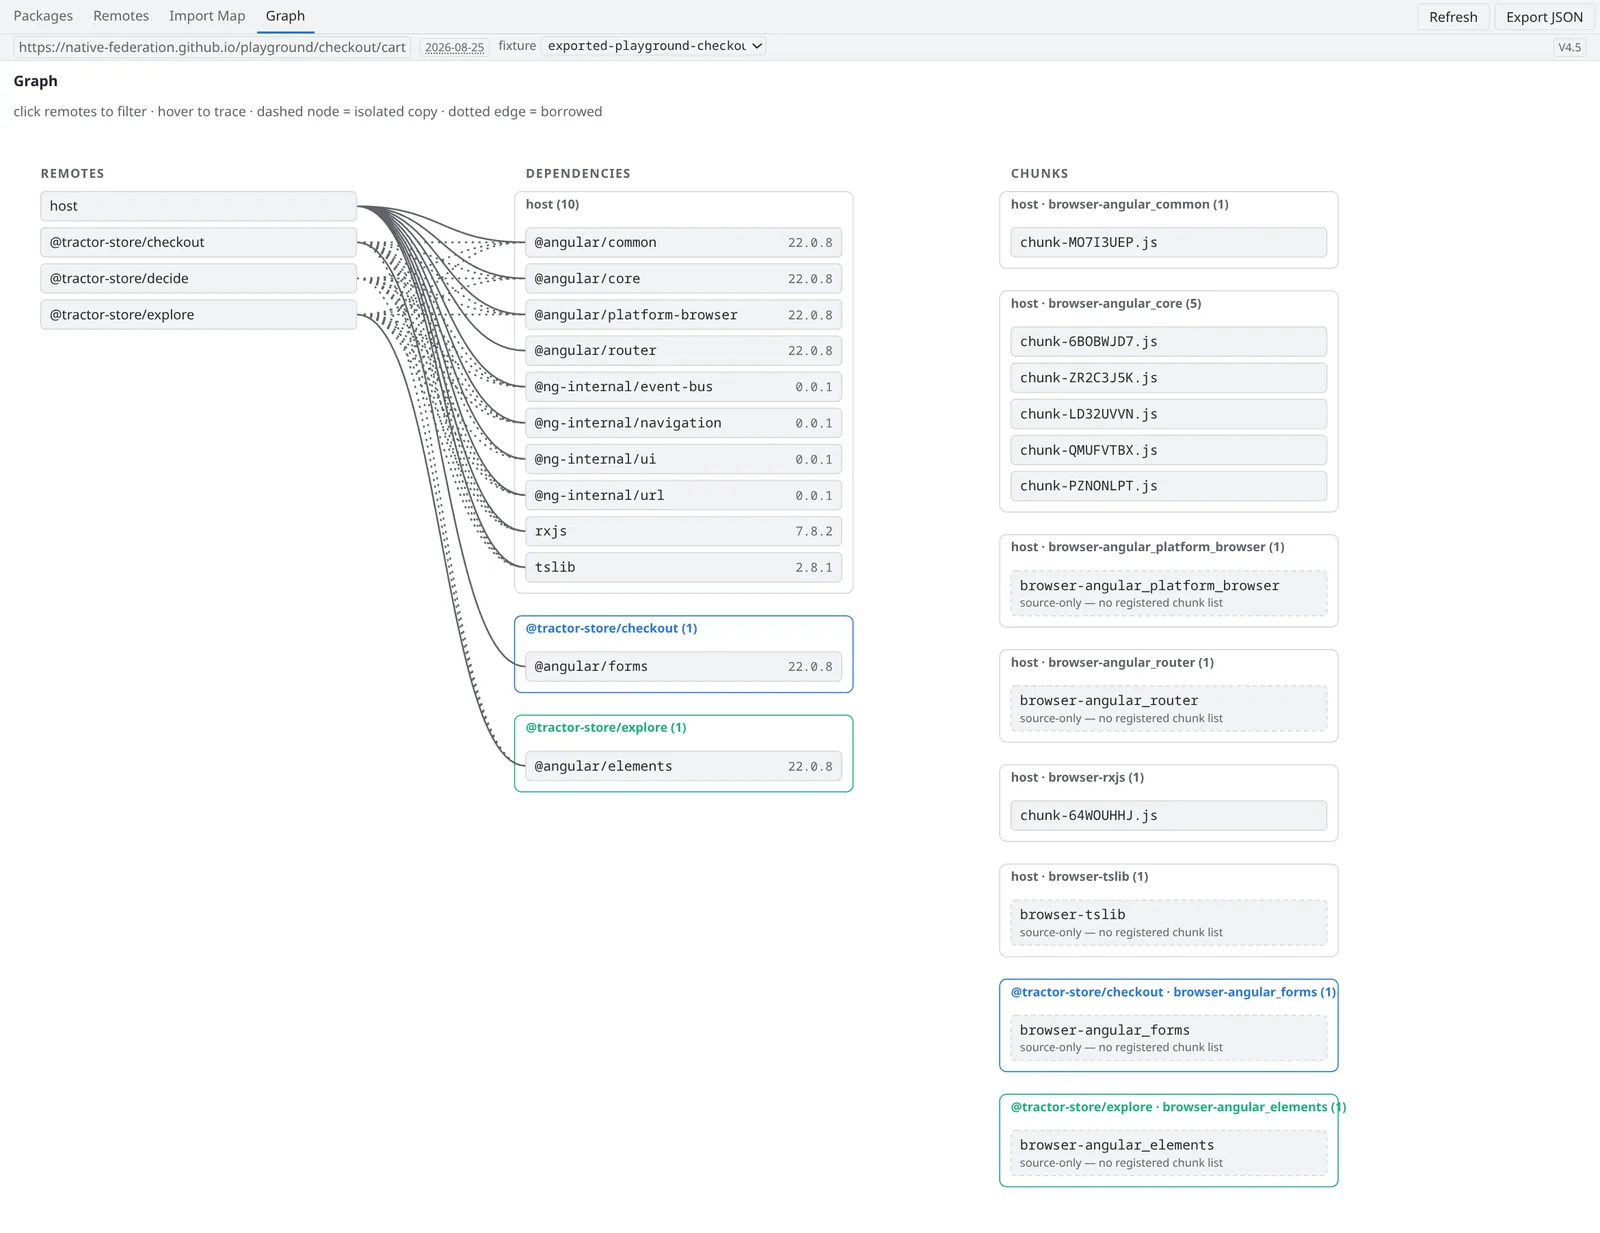 Packages Remotes Import Map Graph Refresh Export JSON
https://native-federation.github.io/playground/checkout/cart 2026-08-25 fixture exported-playground-checkou V4.5
Graph
click remotes to filter · hover to trace · dashed node = isolated copy · dotted edge = borrowed
REMOTES
host
@tractor-store/checkout
@tractor-store/decide
@tractor-store/explore
DEPENDENCIES
host (10)
@angular/common 22.0.8
@angular/core 22.0.8
@angular/platform-browser 22.0.8
@angular/router 22.0.8
@ng-internal/event-bus 0.0.1
@ng-internal/navigation 0.0.1
@ng-internal/ui 0.0.1
@ng-internal/url 0.0.1
rxjs 7.8.2
tslib 2.8.1
@tractor-store/checkout (1)
@angular/forms 22.0.8
@tractor-store/explore (1)
@angular/elements 22.0.8
CHUNKS
host · browser-angular_common (1)
chunk-MO7I3UEP.js
host · browser-angular_core (5)
chunk-6BOBWJD7.js
chunk-ZR2C3J5K.js
chunk-LD32UVVN.js
chunk-QMUFVTBX.js
chunk-PZNONLPT.js
host · browser-angular_platform_browser (1)
browser-angular_platform_browser
source-only — no registered chunk list
host · browser-angular_router (1)
browser-angular_router
source-only — no registered chunk list
host · browser-rxjs (1)
chunk-64WOUHHJ.js
host · browser-tslib (1)
browser-tslib
source-only — no registered chunk list
@tractor-store/checkout · browser-angular_forms (1)
browser-angular_forms
source-only — no registered chunk list
@tractor-store/explore · browser-angular_elements (1)
browser-angular_elements
source-only — no registered chunk list